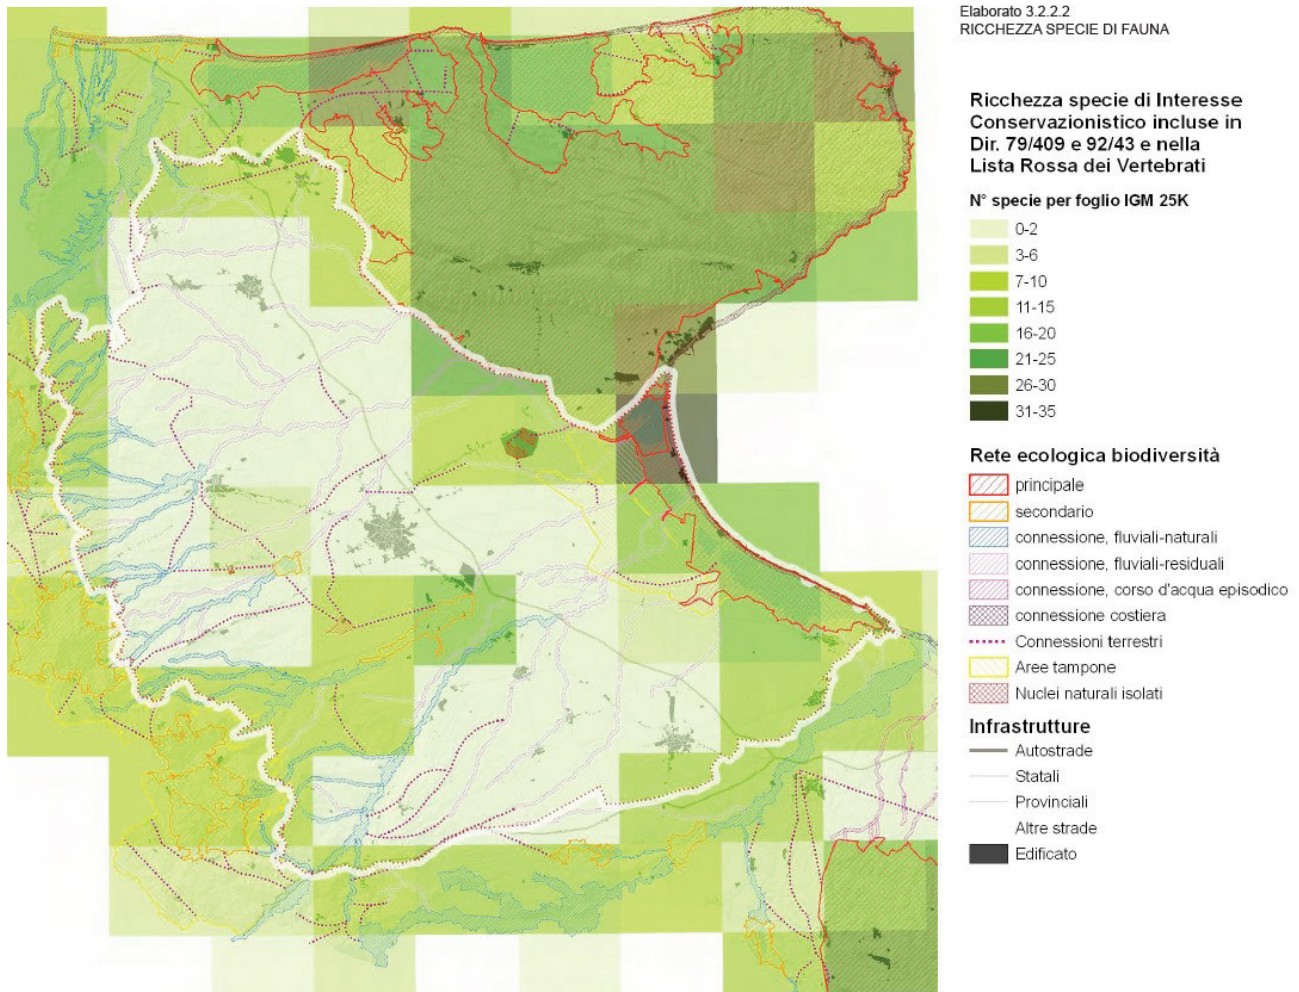 Elaborato 3.2.2.2
RICCHEZZA SPECIE DI FAUNA
Ricchezza specie di Interesse
Conservazionistico incluse in
Dir. 79/409 e 92/43 e nella
Lista Rossa dei Vertebrati
N° specie per foglio IGM 25K
0-2
3-6
7-10
11-15
16-20
21-25
26-30
31-35
Rete ecologica biodiversità
principale
secondario
connessione, fluviali-naturali
connessione, fluviali-residuali
connessione, corso d'acqua episodico
connessione costiera
Connessioni terrestri
Aree tampone
Nuclei naturali isolati
Infrastrutture
Autostrade
Statali
Provinciali
Altre strade
Edificato